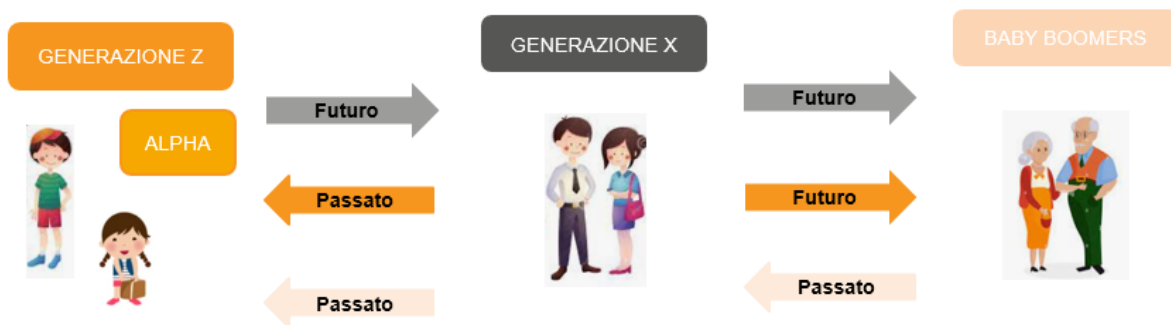 GENERAZIONE Z
GENERAZIONE X
BABY BOOMERS
Futuro
Futuro
ALPHA
Passato
Futuro
Passato
Passato